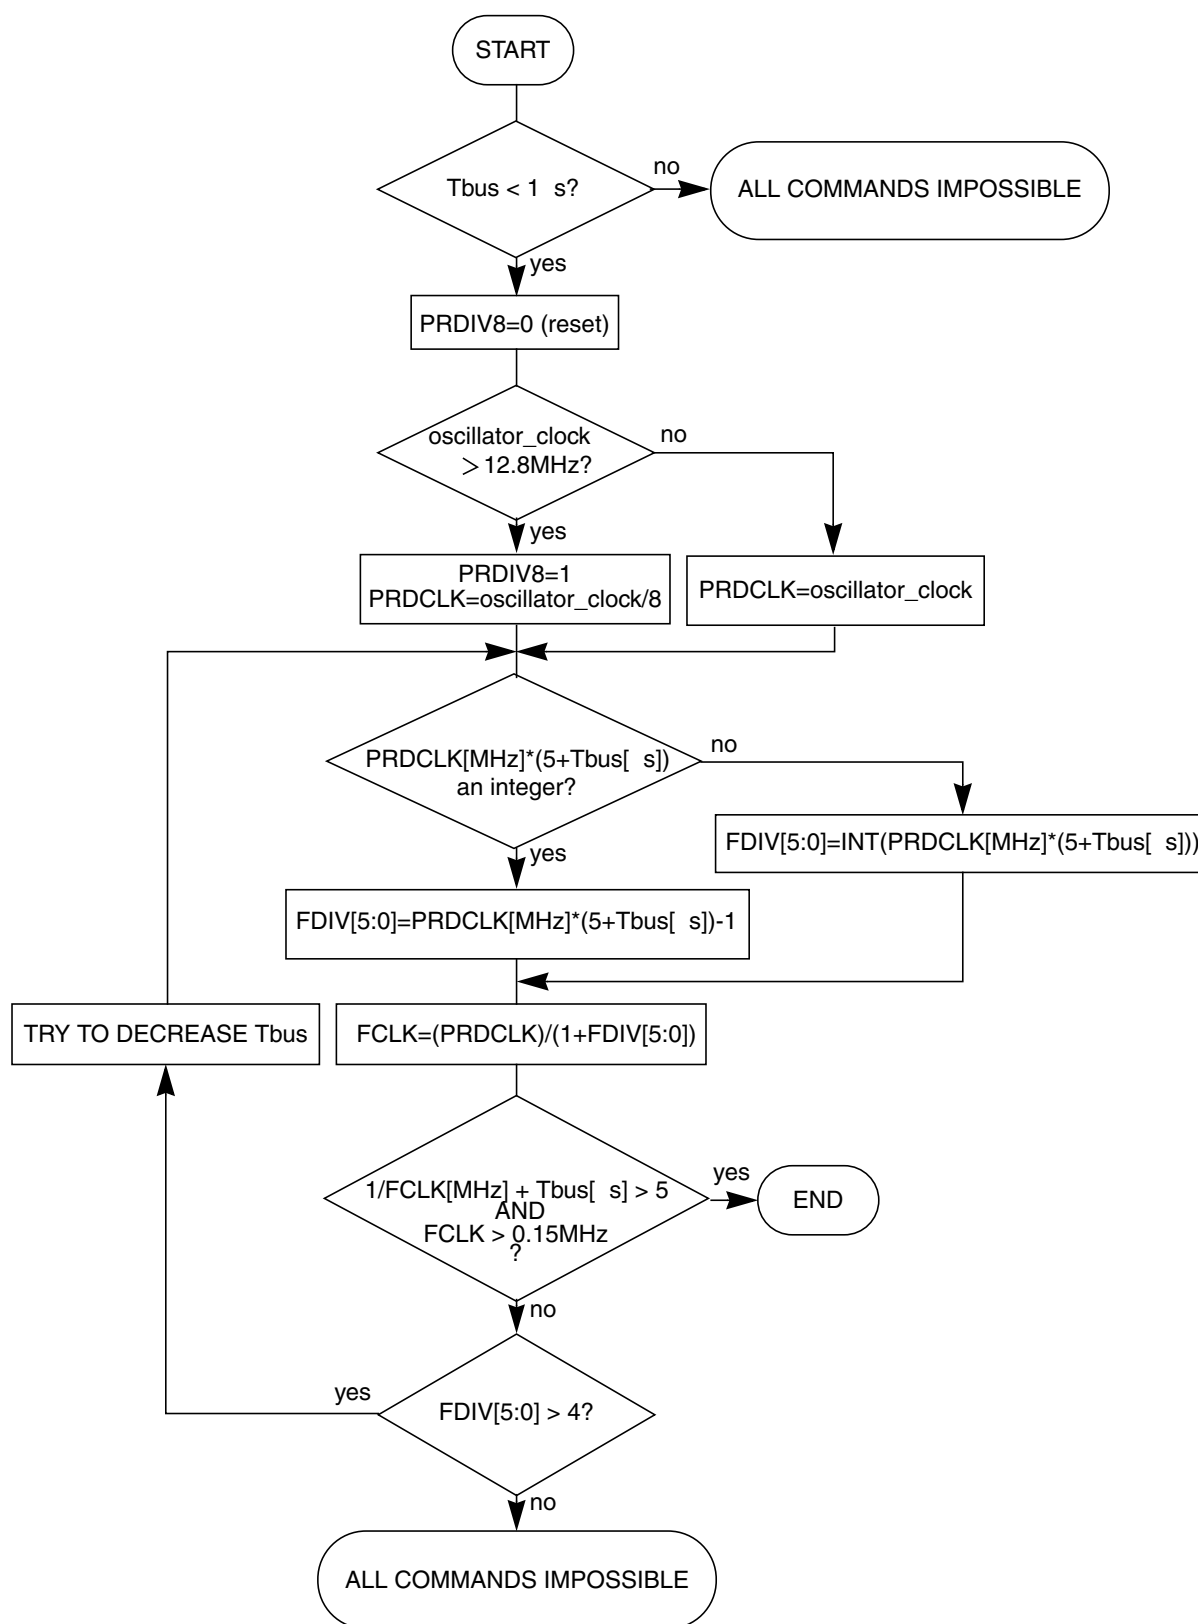 START
Tbus < 1 s?
no
ALL COMMANDS IMPOSSIBLE
yes
PRDIV8=0 (reset)
oscillator_clock
> 12.8MHz?
no
yes
PRDIV8=1
PRDCLK=oscillator_clock/8
PRDCLK=oscillator_clock
PRDCLK[MHz]*(5+Tbus[ s])
an integer?
no
yes
FDIV[5:0]=INT(PRDCLK[MHz]*(5+Tbus[ s]))
FDIV[5:0]=PRDCLK[MHz]*(5+Tbus[ s])-1
TRY TO DECREASE Tbus
FCLK=(PRDCLK)/(1+FDIV[5:0])
1/FCLK[MHz] + Tbus[ s] > 5
AND
FCLK > 0.15MHz
?
yes
END
no
yes
FDIV[5:0] > 4?
no
ALL COMMANDS IMPOSSIBLE